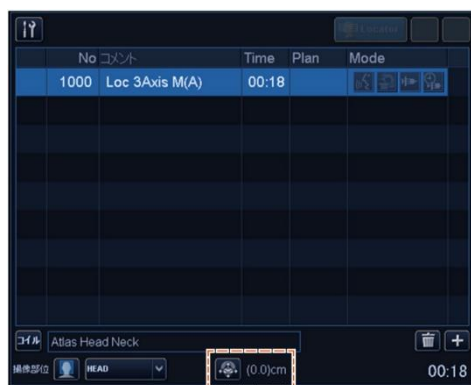 Locator
No コメント Time Plan Mode
1000 Loc 3Axis M(A) 00:18
コイル Atlas Head Neck
撮像部位 HEAD (0.0)cm 00:18